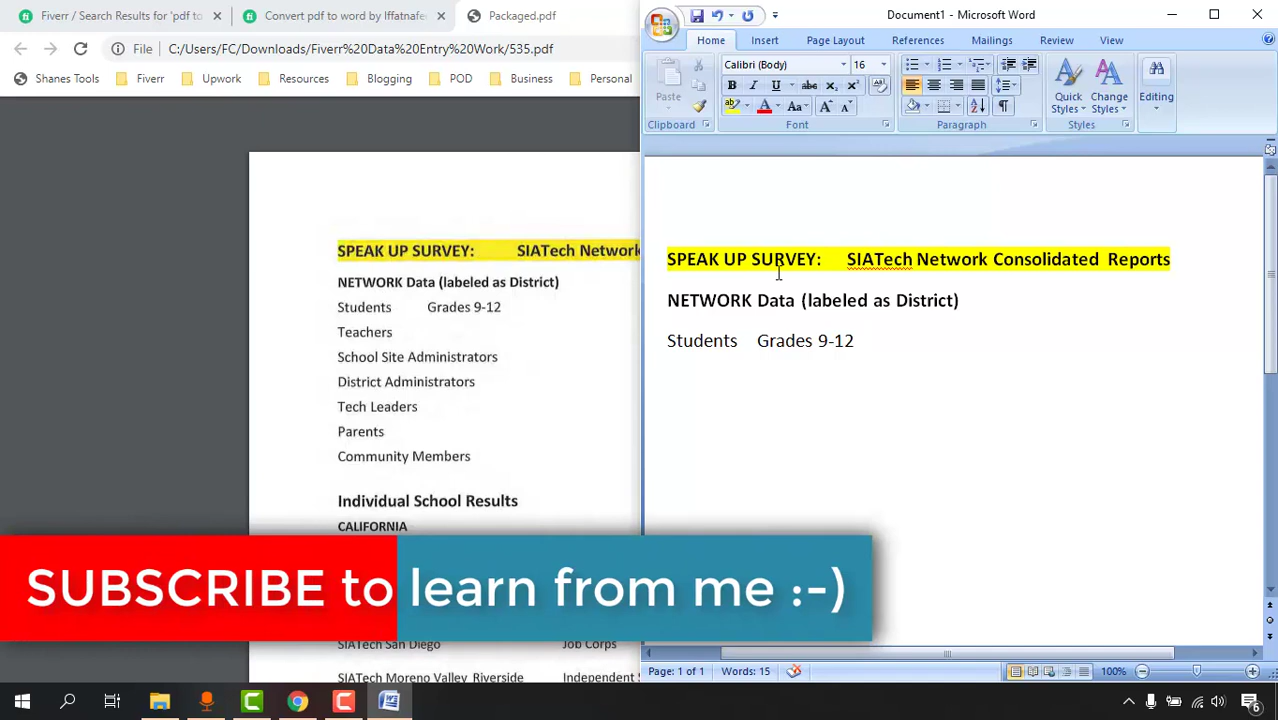 Fiverr / Search Results for 'pdf to
Convert pdf to word by Iffatnafe
Packaged.pdf
File
C:/Users/FC/Downloads/Fiverr%20Data%20Entry%20Work/535.pdf
Shanes Tools
Fiverr
Upwork
Resources
Blogging
POD
Business
Personal
SPEAK UP SURVEY: SIATech Network
NETWORK Data (labeled as District)
Students Grades 9-12
Teachers
School Site Administrators
District Administrators
Tech Leaders
Parents
Community Members
Individual School Results
CALIFORNIA
SIATech San Diego Job Corps
SIATech Moreno Valley, Riverside Independent S
Document1 - Microsoft Word
Home Insert Page Layout References Mailings Review View
Paste
Calibri (Body) 16
B I U abc x₂ x² Aa A A
Quick Styles
Change Styles
Editing
Clipboard Font Paragraph Styles
SPEAK UP SURVEY: SIATech Network Consolidated Reports
NETWORK Data (labeled as District)
Students Grades 9-12
SUBSCRIBE to learn from me :-)
Page: 1 of 1 Words: 15 100%
6